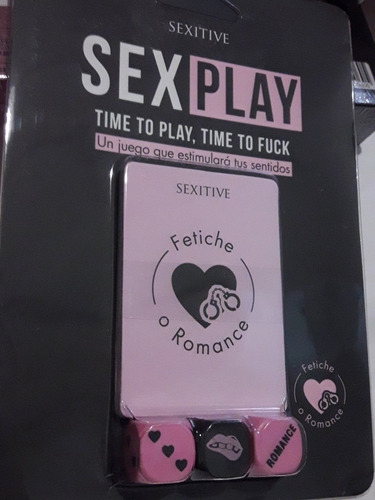 SEXITIVE
SEX PLAY
TIME TO PLAY, TIME TO FUCK
Un juego que estimulará tus sentidos
SEXITIVE
Fetiche
o Romance
ROMANCE
Fetiche
o Romance